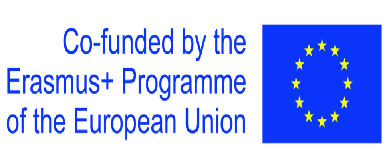 Co-funded by the
Erasmus+ Programme
of the European Union